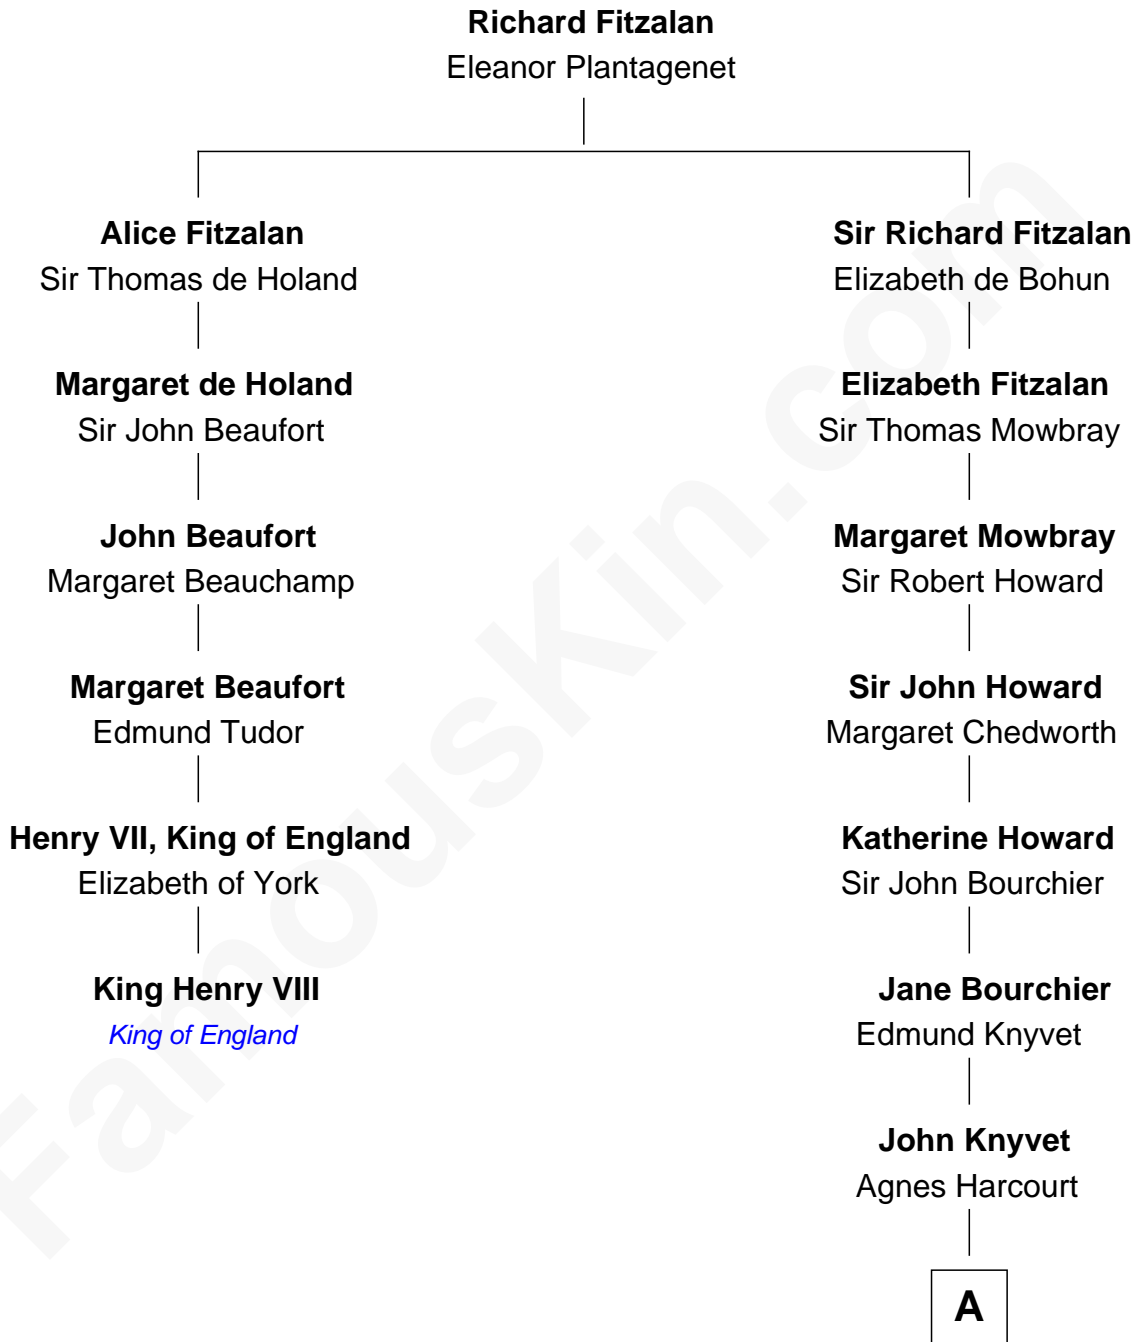 Richard Fitzalan
Eleanor Plantagenet
Alice Fitzalan
Sir Thomas de Holand
Sir Richard Fitzalan
Elizabeth de Bohun
Margaret de Holand
Sir John Beaufort
Elizabeth Fitzalan
Sir Thomas Mowbray
John Beaufort
Margaret Beauchamp
Margaret Mowbray
Sir Robert Howard
Margaret Beaufort
Edmund Tudor
Sir John Howard
Margaret Chedworth
Henry VII, King of England
Elizabeth of York
Katherine Howard
Sir John Bourchier
King Henry VIII
King of England
Jane Bourchier
Edmund Knyvet
John Knyvet
Agnes Harcourt
A
FamousKin.com